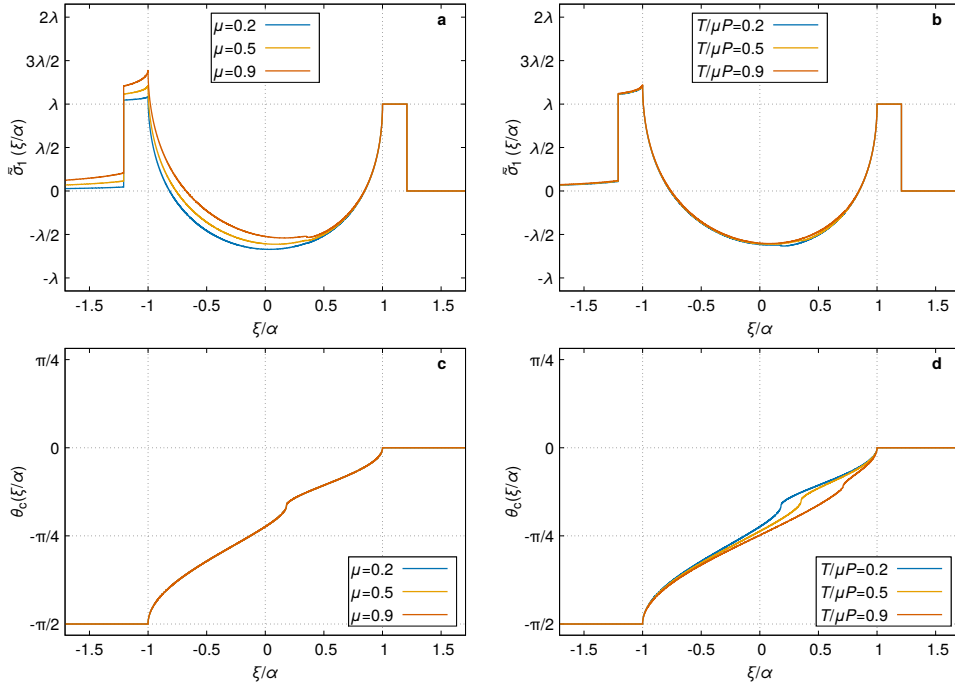 a
2λ
3λ/2
λ
λ/2
0
-λ/2
-λ
σ̃̄₁ (ξ/α)
μ=0.2
μ=0.5
μ=0.9
-1.5 -1 -0.5 0 0.5 1 1.5
ξ/α
b
2λ
3λ/2
λ
λ/2
0
-λ/2
-λ
σ̃̄₁ (ξ/α)
T/μP=0.2
T/μP=0.5
T/μP=0.9
-1.5 -1 -0.5 0 0.5 1 1.5
ξ/α
c
π/4
0
-π/4
-π/2
θc(ξ/α)
μ=0.2
μ=0.5
μ=0.9
-1.5 -1 -0.5 0 0.5 1 1.5
ξ/α
d
π/4
0
-π/4
-π/2
θc(ξ/α)
T/μP=0.2
T/μP=0.5
T/μP=0.9
-1.5 -1 -0.5 0 0.5 1 1.5
ξ/α